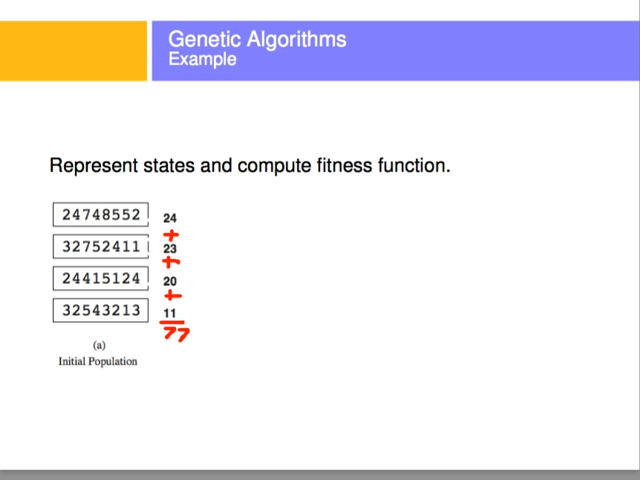 Genetic Algorithms
Example
Represent states and compute fitness function.
24748552 24
+
32752411 23
+
24415124 20
+
32543213 11
77
(a)
Initial Population